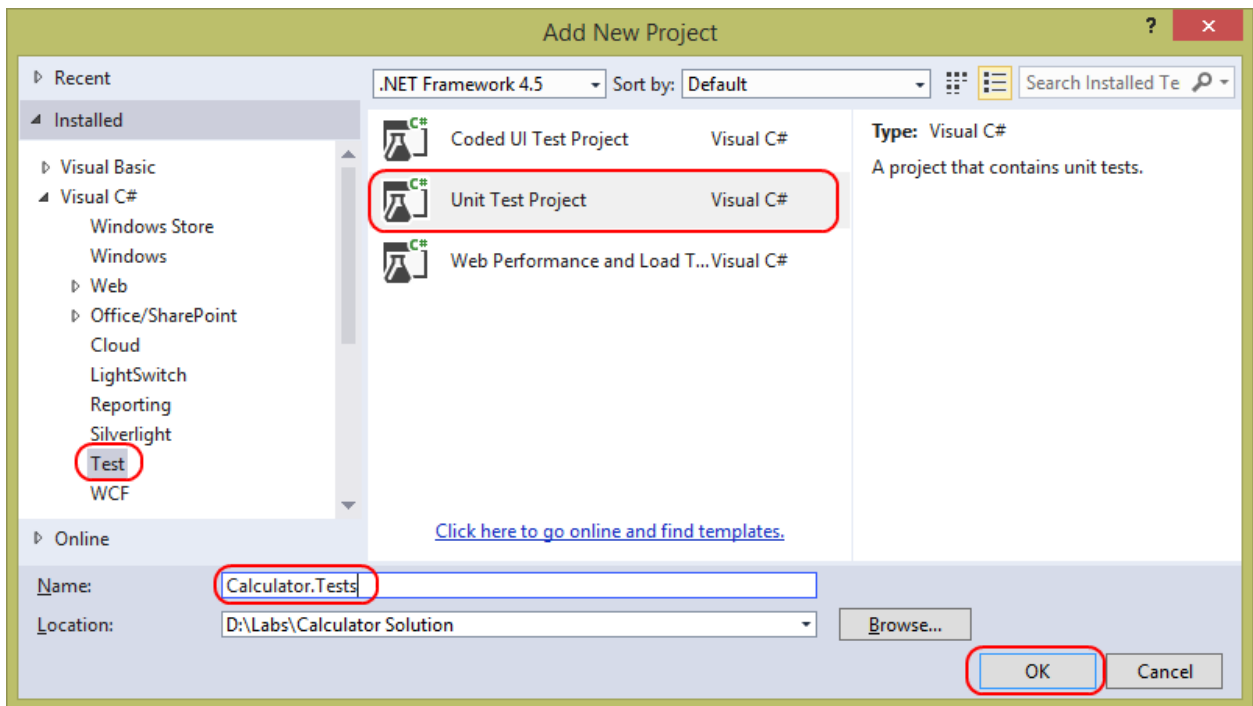 Add New Project
?
Recent
.NET Framework 4.5
Sort by:
Default
Search Installed Te
Installed
Visual Basic
Visual C#
Windows Store
Windows
Web
Office/SharePoint
Cloud
LightSwitch
Reporting
Silverlight
Test
WCF
Online
C#
Coded UI Test Project
Visual C#
C#
Unit Test Project
Visual C#
C#
Web Performance and Load T...
Visual C#
Click here to go online and find templates.
Type: Visual C#
A project that contains unit tests.
Name:
Calculator.Tests
Location:
D:\Labs\Calculator Solution
Browse...
OK
Cancel